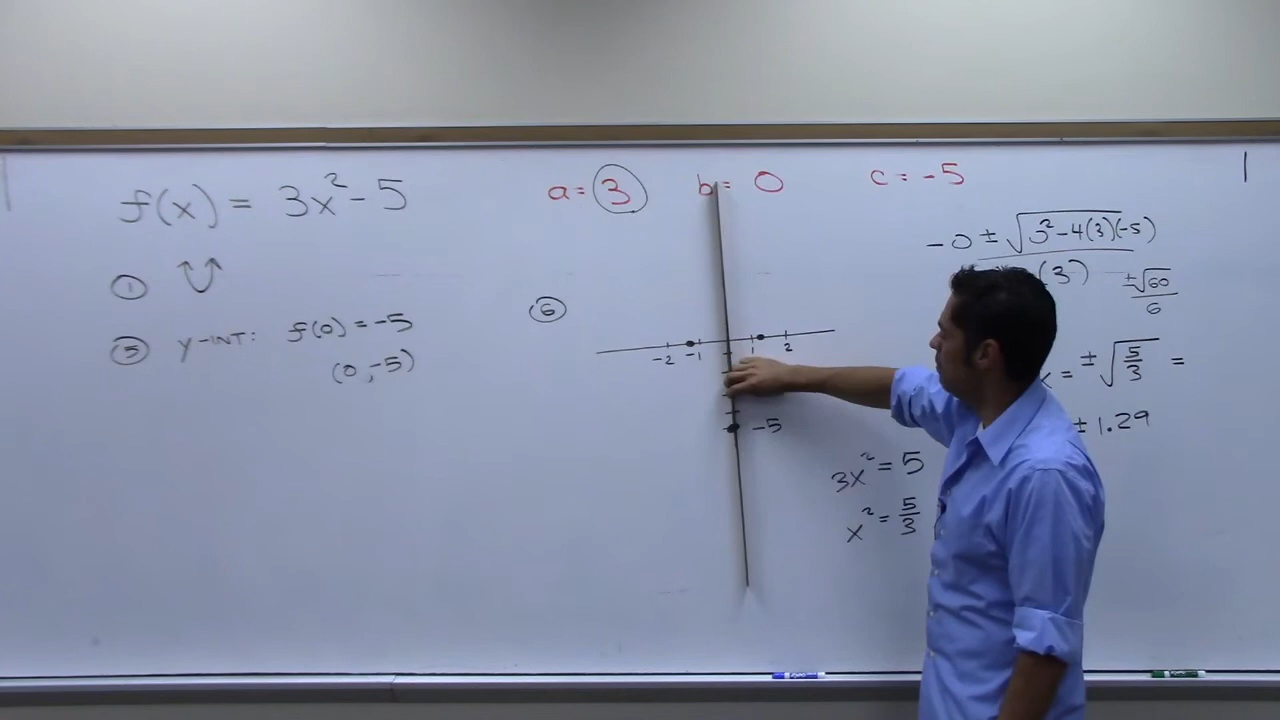 f(x) = 3x² - 5
a = 3 b = 0 c = -5
①
⑤ y-INT: f(0) = -5
(0, -5)
⑥
-2 -1 1 2
-5
-0 ± √0² - 4(3)(-5)
(3)
±√60
6
x = ± √5/3 =
± 1.29
3x² = 5
x² = 5/3